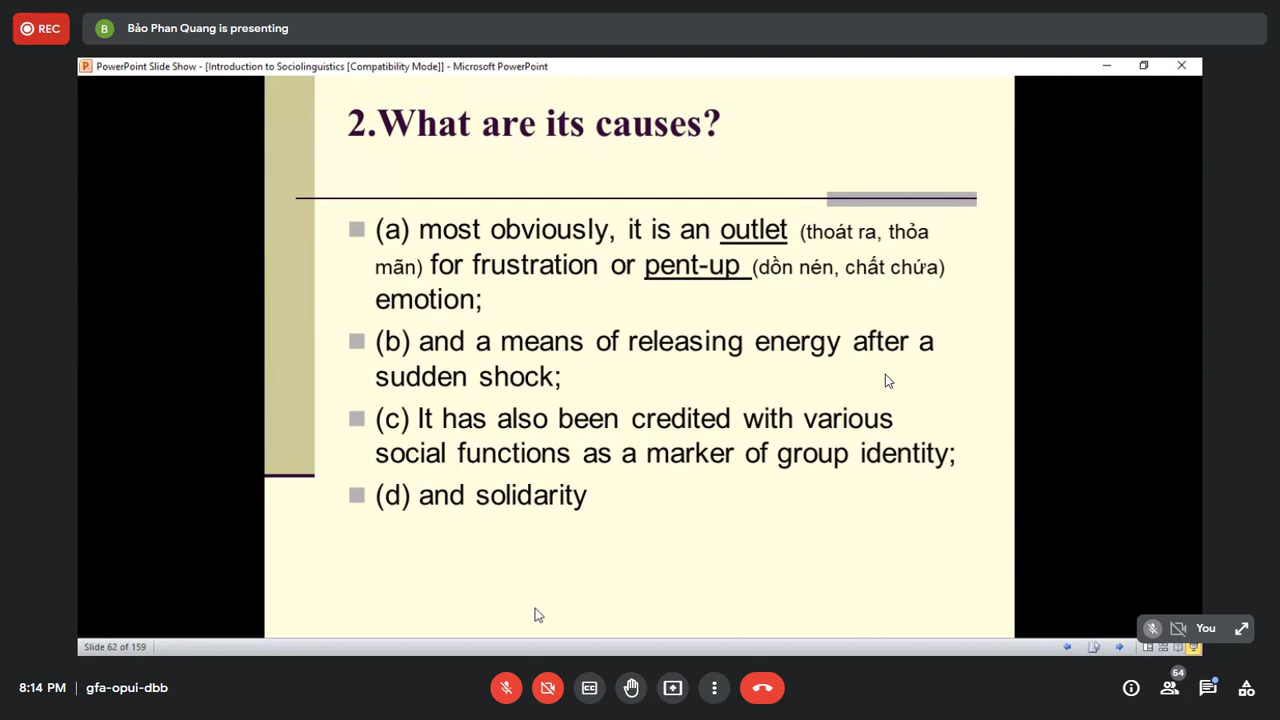 REC
B
Bảo Phan Quang is presenting
PowerPoint Slide Show - [Introduction to Sociolinguistics [Compatibility Mode]] - Microsoft PowerPoint
2.What are its causes?
(a) most obviously, it is an outlet (thoát ra, thỏa
mãn) for frustration or pent-up (dồn nén, chất chứa)
emotion;
(b) and a means of releasing energy after a
sudden shock;
(c) It has also been credited with various
social functions as a marker of group identity;
(d) and solidarity
You
Slide 62 of 159
8:14 PM
gfa-opui-dbb
CC
54